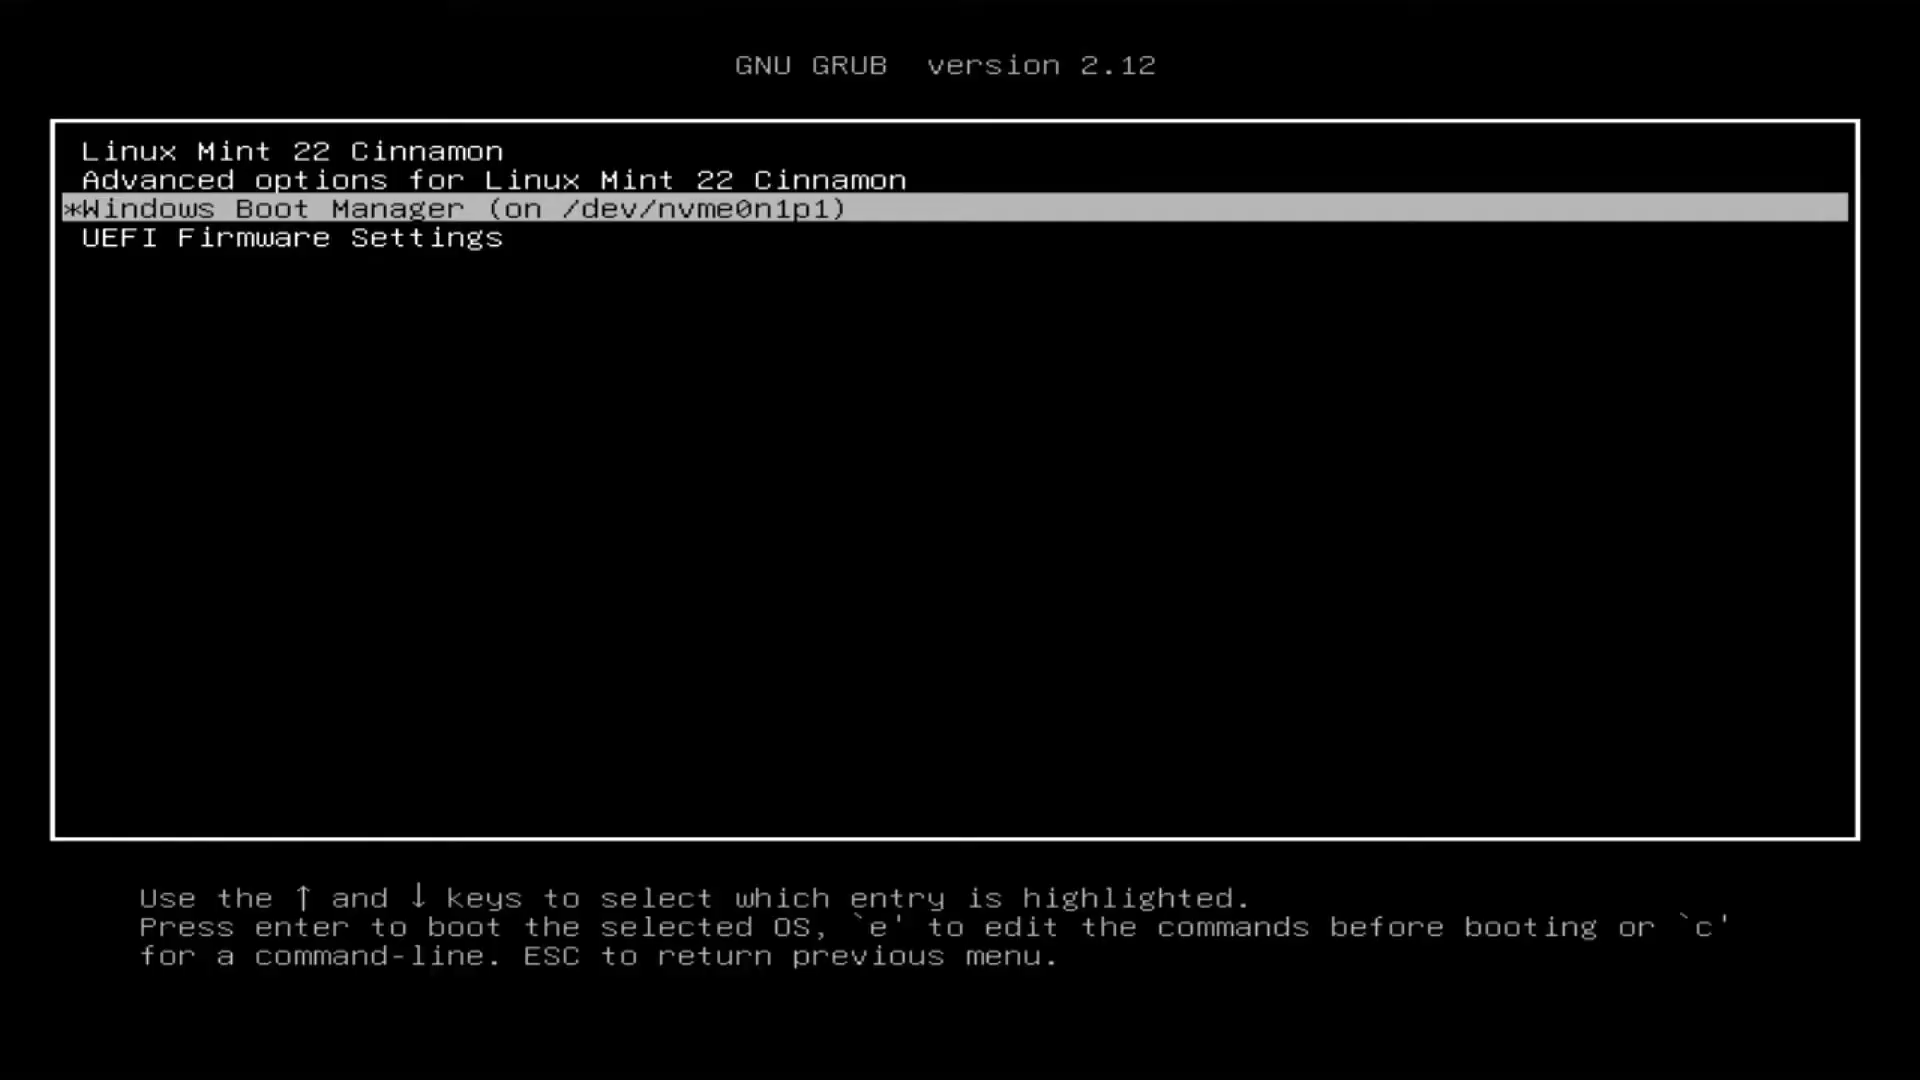 GNU GRUB  version 2.12
Linux Mint 22 Cinnamon
Advanced options for Linux Mint 22 Cinnamon
*Windows Boot Manager (on /dev/nvme0n1p1)
UEFI Firmware Settings
Use the ↑ and ↓ keys to select which entry is highlighted.
Press enter to boot the selected OS, `e' to edit the commands before booting or `c'
for a command-line. ESC to return previous menu.